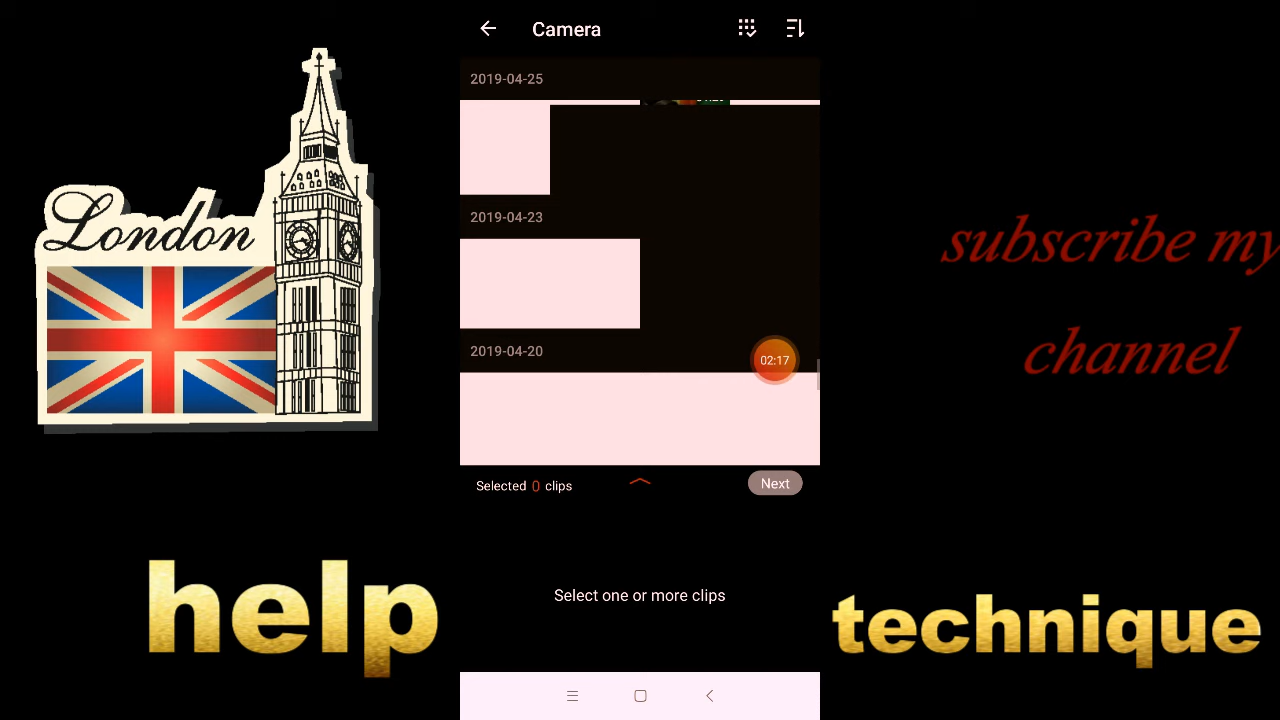 Camera
2019-04-25
2019-04-23
2019-04-20
02:17
Selected 0 clips
Next
Select one or more clips
London
help
subscribe my
channel
technique